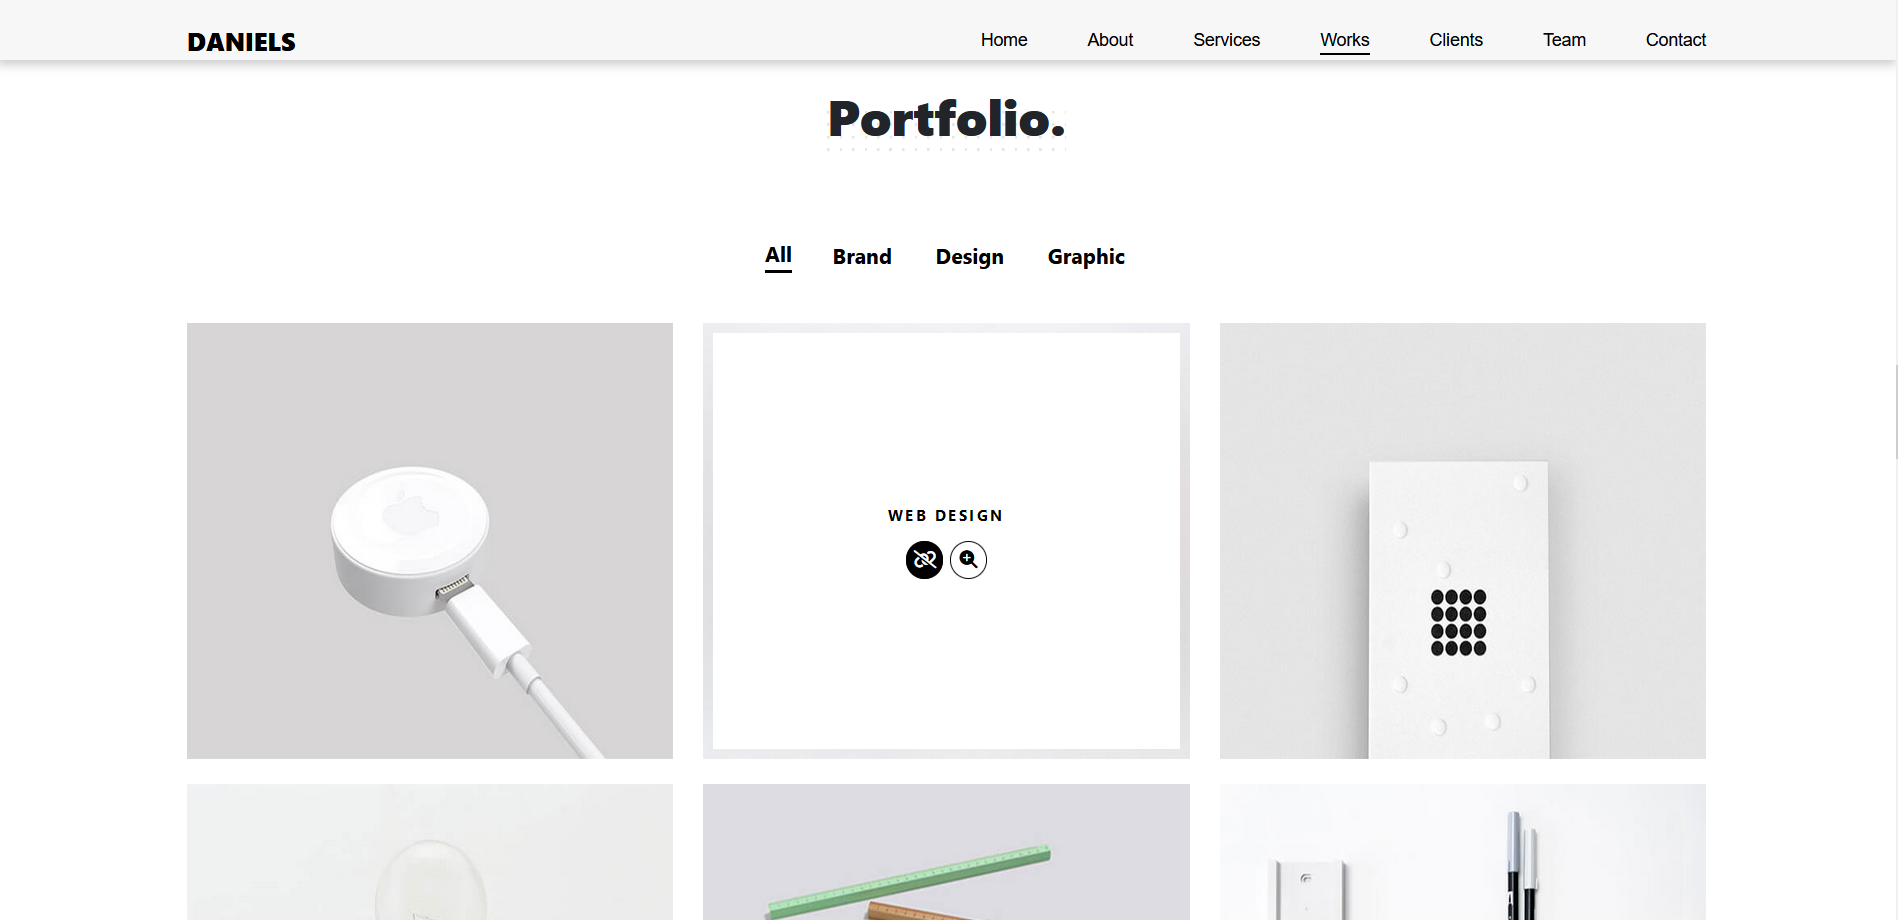 DANIELS
Home About Services Works Clients Team Contact
Portfolio.
All Brand Design Graphic
WEB DESIGN